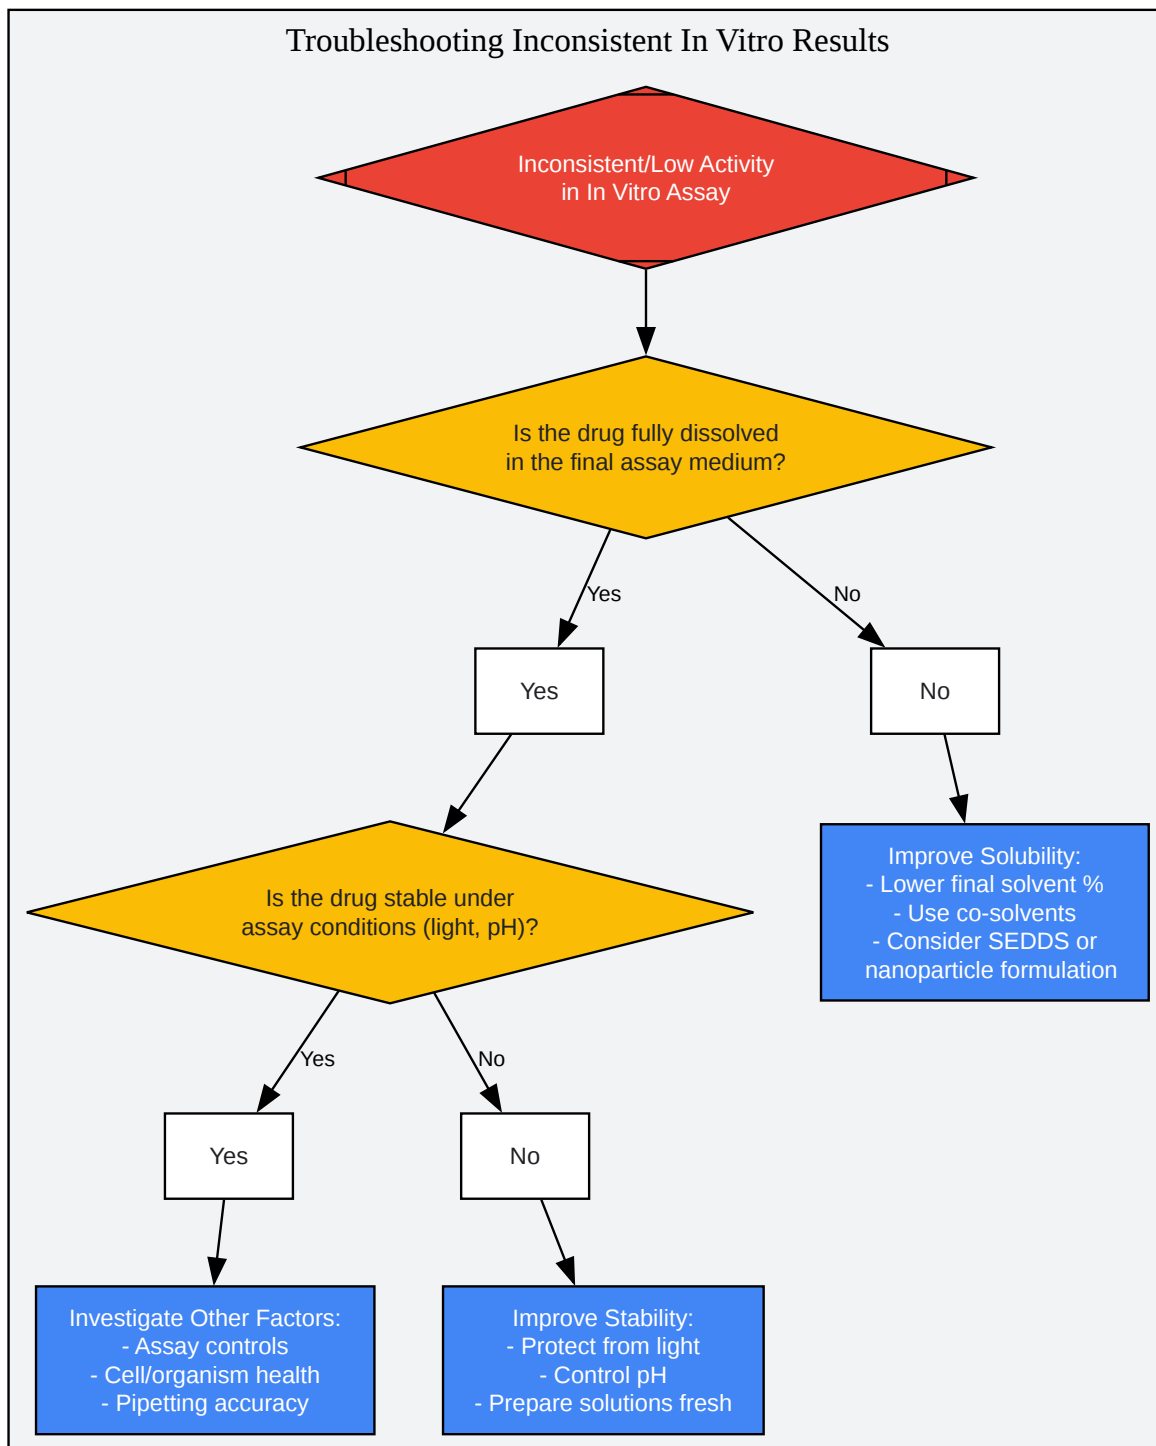 Troubleshooting Inconsistent In Vitro Results
Inconsistent/Low Activity
in In Vitro Assay
Is the drug fully dissolved
in the final assay medium?
Yes
No
Yes
No
Is the drug stable under
assay conditions (light, pH)?
Improve Solubility:
- Lower final solvent %
- Use co-solvents
- Consider SEDDS or
nanoparticle formulation
Yes
No
Yes
No
Investigate Other Factors:
- Assay controls
- Cell/organism health
- Pipetting accuracy
Improve Stability:
- Protect from light
- Control pH
- Prepare solutions fresh